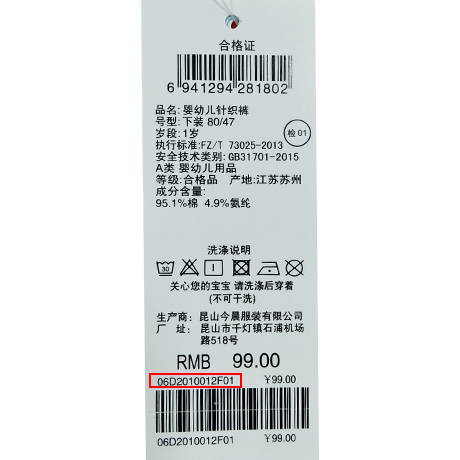 合格证
6 941294 281802
品名:婴幼儿针织裤
号型:下装 80/47
岁段:1岁
检 01
执行标准:FZ/T 73025-2013
安全技术类别:GB31701-2015
A类 婴幼儿用品
等级:合格品 产地:江苏苏州
成分含量:
95.1%棉 4.9%氨纶
洗涤说明
30
关心您的宝宝 请洗涤后穿着
(不可干洗)
生产商: 昆山今晨服装有限公司
厂 址: 昆山市千灯镇石浦机场
路518号
RMB 99.00
06D2010012F01 ¥99.00
06D2010012F01 ¥99.00